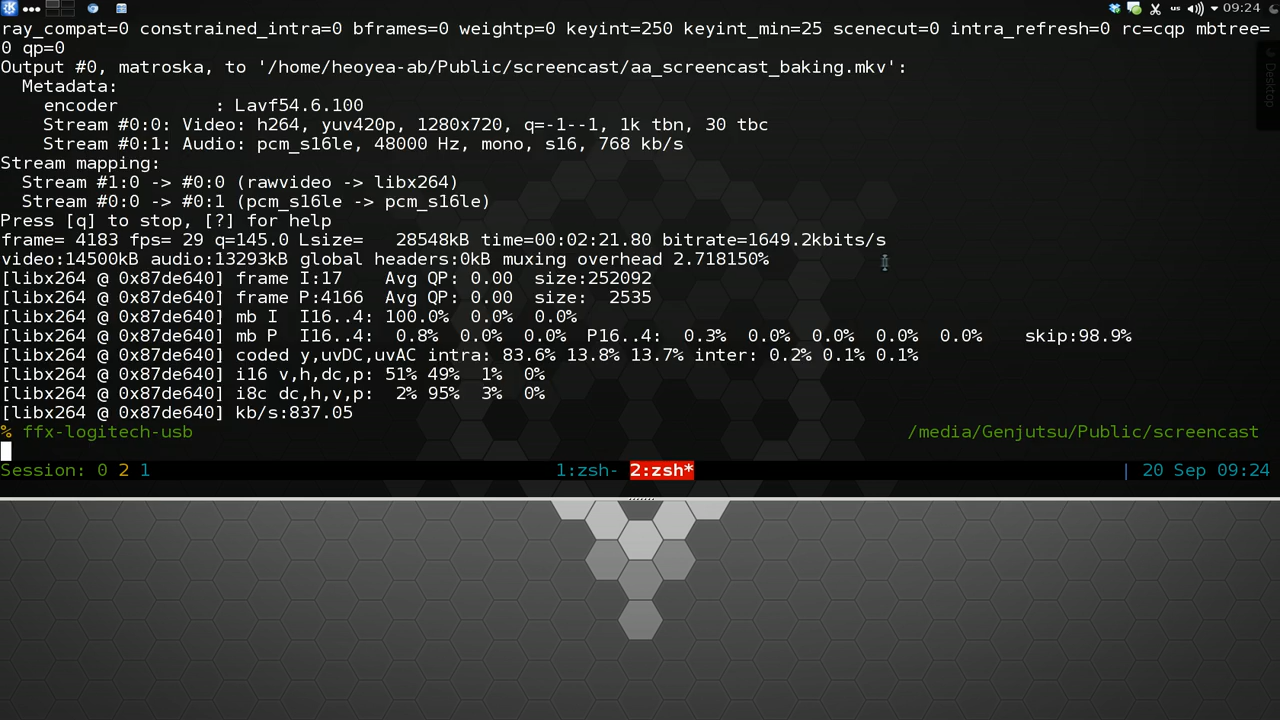 us 09:24
ray_compat=0 constrained_intra=0 bframes=0 weightp=0 keyint=250 keyint_min=25 scenecut=0 intra_refresh=0 rc=cqp mbtree=
0 qp=0
Output #0, matroska, to '/home/heoyea-ab/Public/screencast/aa_screencast_baking.mkv':
Desktop
  Metadata:
    encoder         : Lavf54.6.100
    Stream #0:0: Video: h264, yuv420p, 1280x720, q=-1--1, 1k tbn, 30 tbc
    Stream #0:1: Audio: pcm_s16le, 48000 Hz, mono, s16, 768 kb/s
Stream mapping:
  Stream #1:0 -> #0:0 (rawvideo -> libx264)
  Stream #0:0 -> #0:1 (pcm_s16le -> pcm_s16le)
Press [q] to stop, [?] for help
frame= 4183 fps= 29 q=145.0 Lsize=   28548kB time=00:02:21.80 bitrate=1649.2kbits/s
video:14500kB audio:13293kB global headers:0kB muxing overhead 2.718150%
[libx264 @ 0x87de640] frame I:17    Avg QP: 0.00  size:252092
[libx264 @ 0x87de640] frame P:4166  Avg QP: 0.00  size:  2535
[libx264 @ 0x87de640] mb I  I16..4: 100.0%  0.0%  0.0%
[libx264 @ 0x87de640] mb P  I16..4:  0.8%  0.0%  0.0%  P16..4:  0.3%  0.0%  0.0%  0.0%  0.0%    skip:98.9%
[libx264 @ 0x87de640] coded y,uvDC,uvAC intra: 83.6% 13.8% 13.7% inter: 0.2% 0.1% 0.1%
[libx264 @ 0x87de640] i16 v,h,dc,p: 51% 49%  1%  0%
[libx264 @ 0x87de640] i8c dc,h,v,p:  2% 95%  3%  0%
[libx264 @ 0x87de640] kb/s:837.05
% ffx-logitech-usb /media/Genjutsu/Public/screencast
Session: 0 2 1 1:zsh- 2:zsh* | 20 Sep 09:24